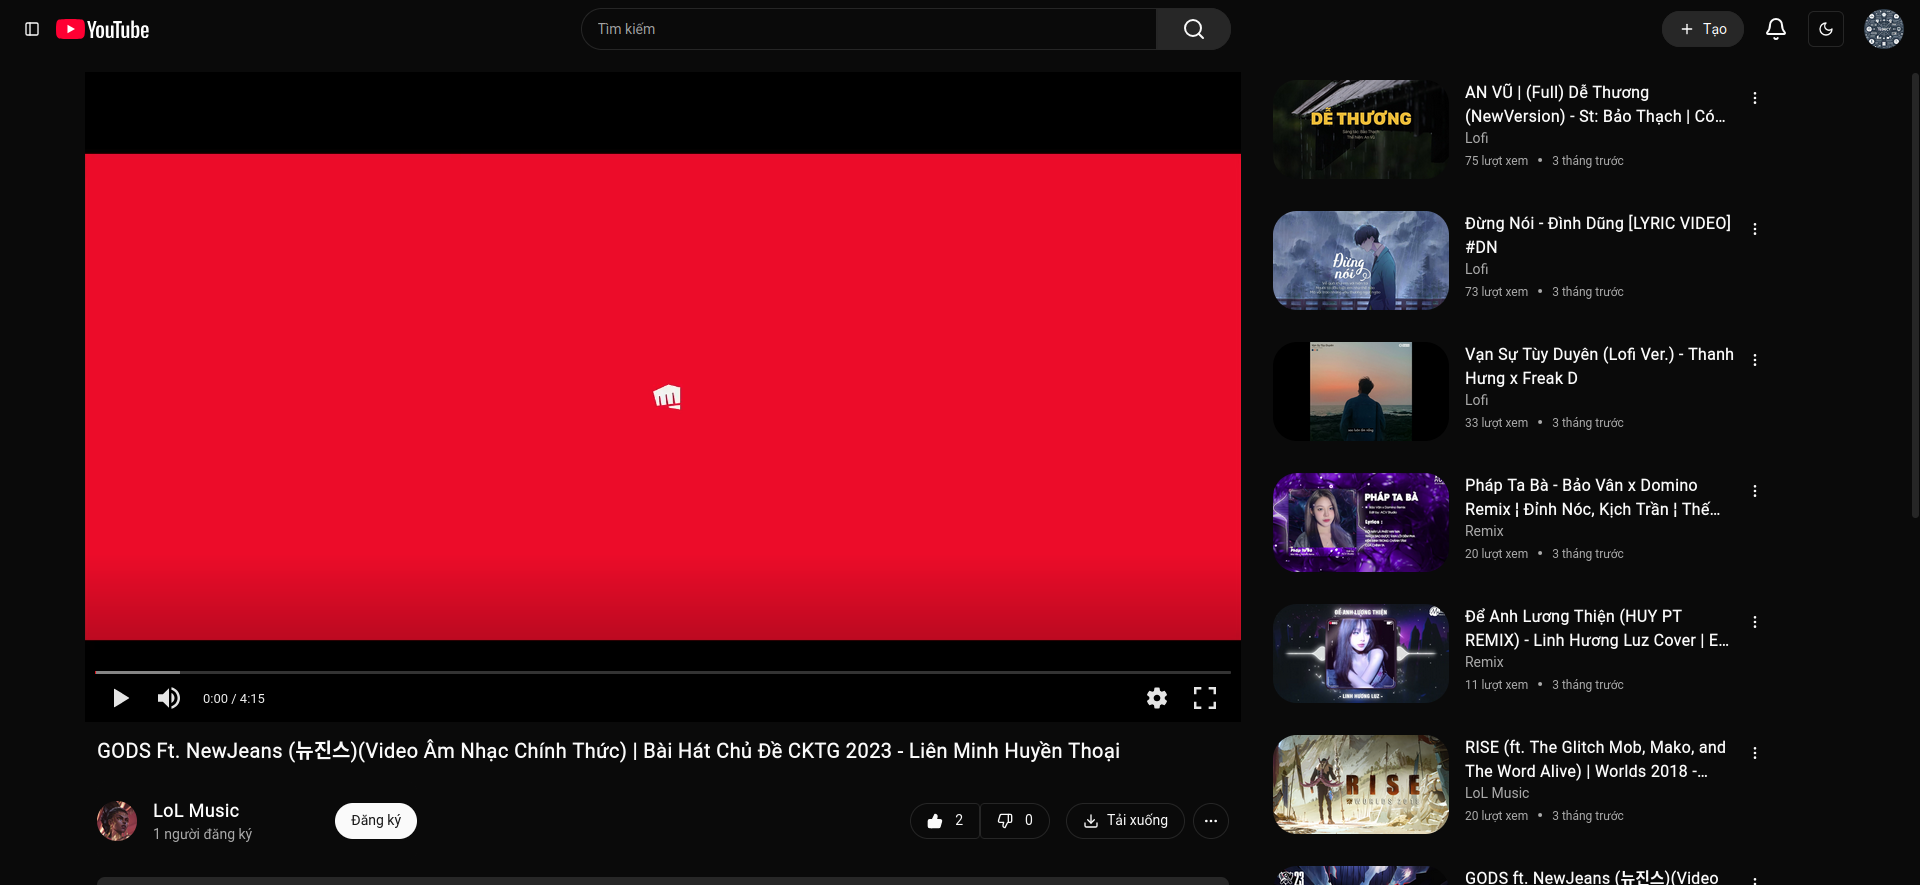 YouTube
Tìm kiếm
Tạo
0:00 / 4:15
GODS Ft. NewJeans (뉴진스)(Video Âm Nhạc Chính Thức) | Bài Hát Chủ Đề CKTG 2023 - Liên Minh Huyền Thoại
LoL Music
1 người đăng ký
Đăng ký
2
0
Tải xuống
DỄ THƯƠNG
AN VŨ | (Full) Dễ Thương
(NewVersion) - St: Bảo Thạch | Có...
Lofi
75 lượt xem • 3 tháng trước
Đừng
nói
Đừng Nói - Đình Dũng [LYRIC VIDEO]
#DN
Lofi
73 lượt xem • 3 tháng trước
Vạn Sự Tùy Duyên (Lofi Ver.) - Thanh
Hưng x Freak D
Lofi
33 lượt xem • 3 tháng trước
PHÁP TA BÀ
Lyrics :
Pháp Ta Bà - Bảo Vân x Domino
Remix ¦ Đỉnh Nóc, Kịch Trần ¦ Thế...
Remix
20 lượt xem • 3 tháng trước
ĐỂ ANH LƯƠNG THIỆN
- LINH HƯƠNG LUZ -
Để Anh Lương Thiện (HUY PT
REMIX) - Linh Hương Luz Cover | E...
Remix
11 lượt xem • 3 tháng trước
RISE
WORLDS 2018
RISE (ft. The Glitch Mob, Mako, and
The Word Alive) | Worlds 2018 -...
LoL Music
20 lượt xem • 3 tháng trước
23
GODS ft. NewJeans (뉴진스)(Video